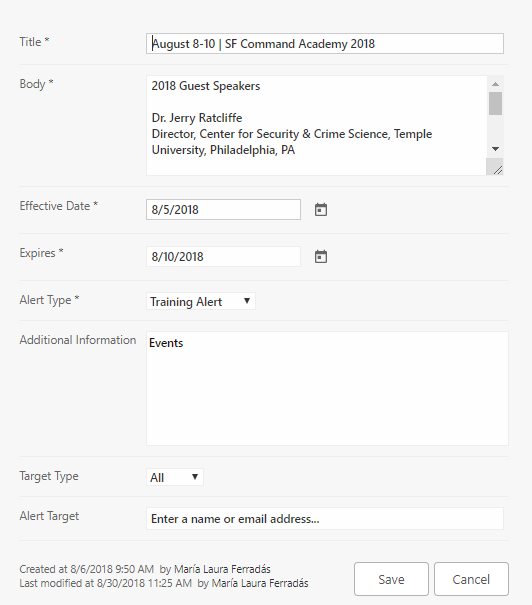 Title *
August 8-10 | SF Command Academy 2018
Body *
2018 Guest Speakers
Dr. Jerry Ratcliffe
Director, Center for Security & Crime Science, Temple
University, Philadelphia, PA
Effective Date *
8/5/2018
Expires *
8/10/2018
Alert Type *
Training Alert
Additional Information
Events
Target Type
All
Alert Target
Enter a name or email address...
Created at 8/6/2018 9:50 AM by María Laura Ferradás
Last modified at 8/30/2018 11:25 AM by María Laura Ferradás
Save
Cancel